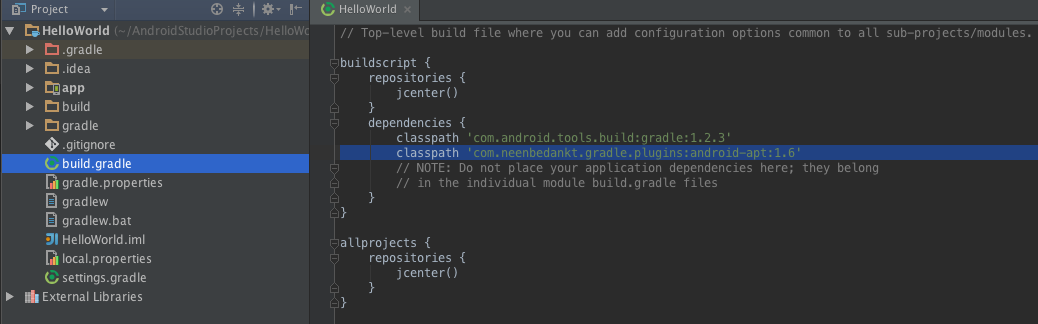 Project
HelloWorld (~/AndroidStudioProjects/HelloWo
.gradle
.idea
app
build
gradle
.gitignore
build.gradle
gradle.properties
gradlew
gradlew.bat
HelloWorld.iml
local.properties
settings.gradle
External Libraries
HelloWorld
// Top-level build file where you can add configuration options common to all sub-projects/modules.
buildscript {
    repositories {
        jcenter()
    }
    dependencies {
        classpath 'com.android.tools.build:gradle:1.2.3'
        classpath 'com.neenbedankt.gradle.plugins:android-apt:1.6'
        // NOTE: Do not place your application dependencies here; they belong
        // in the individual module build.gradle files
    }
}
allprojects {
    repositories {
        jcenter()
    }
}